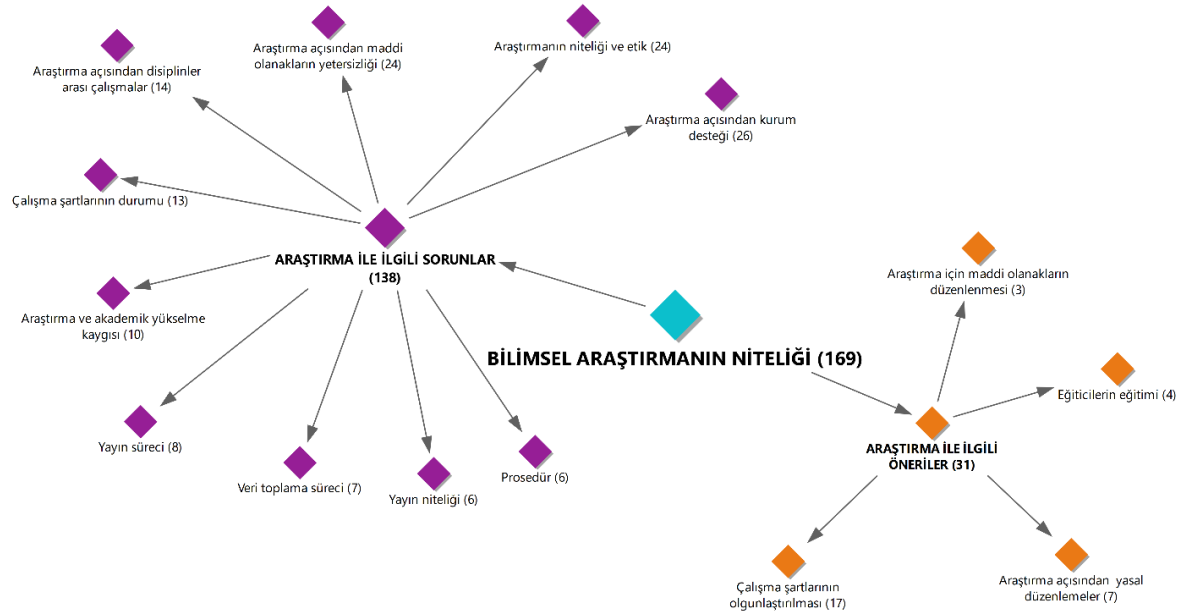 Araştırma açısından disiplinler
arası çalışmalar (14)
Araştırma açısından maddi
olanakların yetersizliği (24)
Araştırmanın niteliği ve etik (24)
Araştırma açısından kurum
desteği (26)
Çalışma şartlarının durumu (13)
ARAŞTIRMA İLE İLGİLİ SORUNLAR
(138)
Araştırma ve akademik yükselme
kaygısı (10)
Yayın süreci (8)
Veri toplama süreci (7)
Yayın niteliği (6)
Prosedür (6)
BİLİMSEL ARAŞTIRMANIN NİTELİĞİ (169)
Araştırma için maddi olanakların
düzenlenmesi (3)
Eğiticilerin eğitimi (4)
ARAŞTIRMA İLE İLGİLİ
ÖNERİLER (31)
Çalışma şartlarının
olgunlaştırılması (17)
Araştırma açısından yasal
düzenlemeler (7)